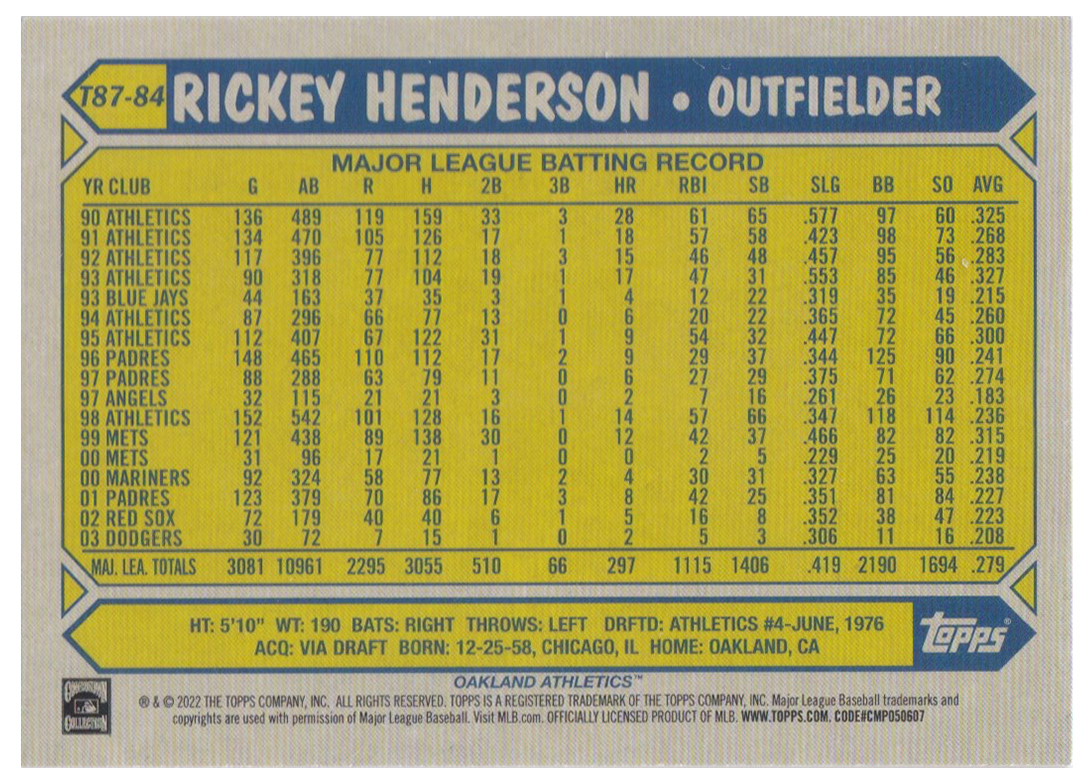 T87-84 RICKEY HENDERSON • OUTFIELDER
MAJOR LEAGUE BATTING RECORD
YR CLUB G AB R H 2B 3B HR RBI SB SLG BB SO AVG
90 ATHLETICS 136 489 119 159 33 3 28 61 65 .577 97 60 .325
91 ATHLETICS 134 470 105 126 17 1 18 57 58 .423 98 73 .268
92 ATHLETICS 117 396 77 112 18 3 15 46 48 .457 95 56 .283
93 ATHLETICS 90 318 77 104 19 1 17 47 31 .553 85 46 .327
93 BLUE JAYS 44 163 37 35 3 1 4 12 22 .319 35 19 .215
94 ATHLETICS 87 296 66 77 13 0 6 20 22 .365 72 45 .260
95 ATHLETICS 112 407 67 122 31 1 9 54 32 .447 72 66 .300
96 PADRES 148 465 110 112 17 2 9 29 37 .344 125 90 .241
97 PADRES 88 288 63 79 11 0 6 27 29 .375 71 62 .274
97 ANGELS 32 115 21 21 3 0 2 7 16 .261 26 23 .183
98 ATHLETICS 152 542 101 128 16 1 14 57 66 .347 118 114 .236
99 METS 121 438 89 138 30 0 12 42 37 .466 82 82 .315
00 METS 31 96 17 21 1 0 0 2 5 .229 25 20 .219
00 MARINERS 92 324 58 77 13 2 4 30 31 .327 63 55 .238
01 PADRES 123 379 70 86 17 3 8 42 25 .351 81 84 .227
02 RED SOX 72 179 40 40 6 1 5 16 8 .352 38 47 .223
03 DODGERS 30 72 7 15 1 0 2 5 3 .306 11 16 .208
MAJ. LEA. TOTALS 3081 10961 2295 3055 510 66 297 1115 1406 .419 2190 1694 .279
HT: 5'10" WT: 190 BATS: RIGHT THROWS: LEFT DRFTD: ATHLETICS #4-JUNE, 1976
ACQ: VIA DRAFT BORN: 12-25-58, CHICAGO, IL HOME: OAKLAND, CA
topps®
OAKLAND ATHLETICS™
® & © 2022 THE TOPPS COMPANY, INC. ALL RIGHTS RESERVED. TOPPS IS A REGISTERED TRADEMARK OF THE TOPPS COMPANY, INC. Major League Baseball trademarks and
copyrights are used with permission of Major League Baseball. Visit MLB.com. OFFICIALLY LICENSED PRODUCT OF MLB. WWW.TOPPS.COM. CODE#CMP050607
COOPERSTOWN
COLLECTION